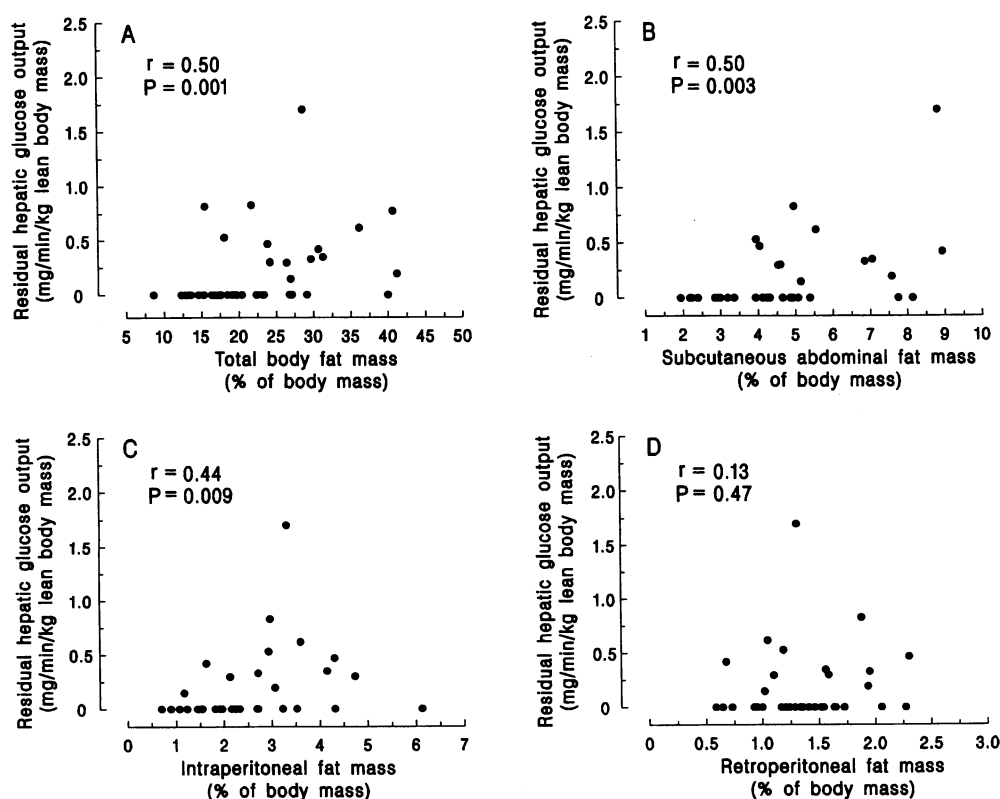 A
r = 0.50
P = 0.001
Residual hepatic glucose output
(mg/min/kg lean body mass)
2.5
2.0
1.5
1.0
0.5
0
5 10 15 20 25 30 35 40 45 50
Total body fat mass
(% of body mass)
B
r = 0.50
P = 0.003
Residual hepatic glucose output
(mg/min/kg lean body mass)
2.5
2.0
1.5
1.0
0.5
0
1 2 3 4 5 6 7 8 9 10
Subcutaneous abdominal fat mass
(% of body mass)
C
r = 0.44
P = 0.009
Residual hepatic glucose output
(mg/min/kg lean body mass)
2.5
2.0
1.5
1.0
0.5
0
0 1 2 3 4 5 6 7
Intraperitoneal fat mass
(% of body mass)
D
r = 0.13
P = 0.47
Residual hepatic glucose output
(mg/min/kg lean body mass)
2.5
2.0
1.5
1.0
0.5
0
0 0.5 1.0 1.5 2.0 2.5 3.0
Retroperitoneal fat mass
(% of body mass)